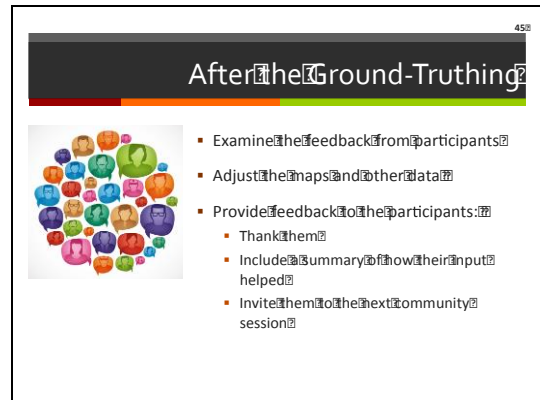 45
After the Ground-Truthing
Examine the feedback from participants
Adjust the maps and other data
Provide feedback to the participants:
Thank them
Include a summary of how their input
helped
Invite them to the next community
session